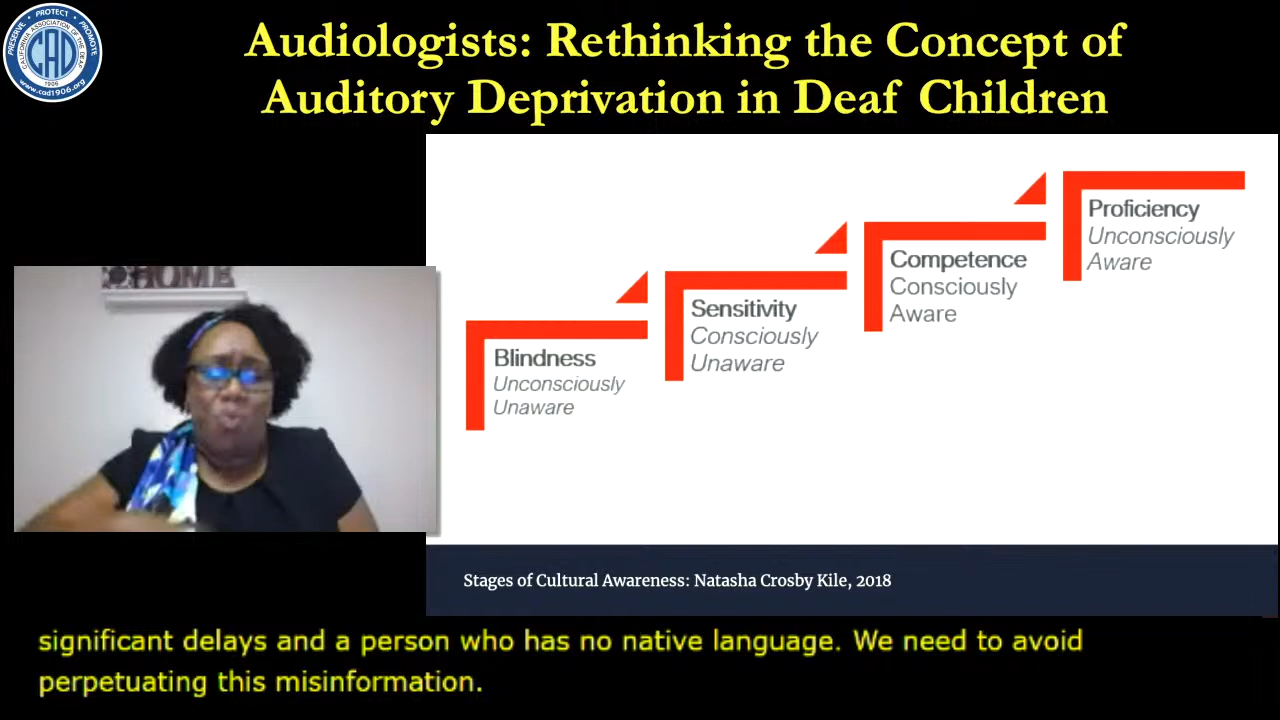 PRESERVE • PROTECT • PROMOTE
CALIFORNIA ASSOCIATION OF THE DEAF
CAD
1906
www.cad1906.org
Audiologists: Rethinking the Concept of
Auditory Deprivation in Deaf Children
HOME
Blindness
Unconsciously
Unaware
Sensitivity
Consciously
Unaware
Competence
Consciously
Aware
Proficiency
Unconsciously
Aware
Stages of Cultural Awareness: Natasha Crosby Kile, 2018
significant delays and a person who has no native language. We need to avoid
perpetuating this misinformation.